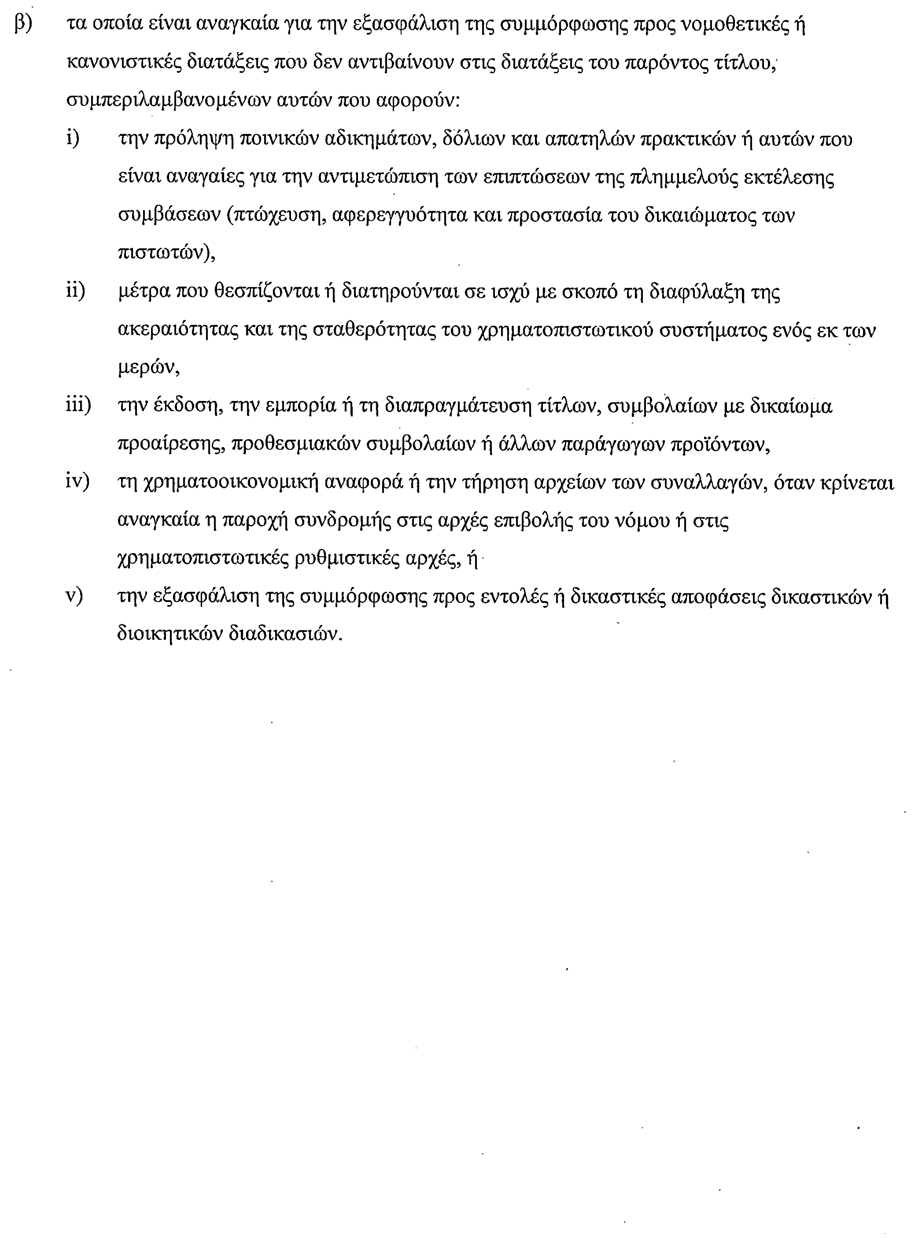 β) τα οποία είναι αναγκαία για την εξασφάλιση της συμμόρφωσης προς νομοθετικές ή
κανονιστικές διατάξεις που δεν αντιβαίνουν στις διατάξεις του παρόντος τίτλου,
συμπεριλαμβανομένων αυτών που αφορούν:
i) την πρόληψη ποινικών αδικημάτων, δόλιων και απατηλών πρακτικών ή αυτών που
είναι αναγαίες για την αντιμετώπιση των επιπτώσεων της πλημμελούς εκτέλεσης
συμβάσεων (πτώχευση, αφερεγγυότητα και προστασία του δικαιώματος των
πιστωτών),
ii) μέτρα που θεσπίζονται ή διατηρούνται σε ισχύ με σκοπό τη διαφύλαξη της
ακεραιότητας και της σταθερότητας του χρηματοπιστωτικού συστήματος ενός εκ των
μερών,
iii) την έκδοση, την εμπορία ή τη διαπραγμάτευση τίτλων, συμβολαίων με δικαίωμα
προαίρεσης, προθεσμιακών συμβολαίων ή άλλων παράγωγων προϊόντων,
iv) τη χρηματοοικονομική αναφορά ή την τήρηση αρχείων των συναλλαγών, όταν κρίνεται
αναγκαία η παροχή συνδρομής στις αρχές επιβολής του νόμου ή στις
χρηματοπιστωτικές ρυθμιστικές αρχές, ή
v) την εξασφάλιση της συμμόρφωσης προς εντολές ή δικαστικές αποφάσεις δικαστικών ή
διοικητικών διαδικασιών.